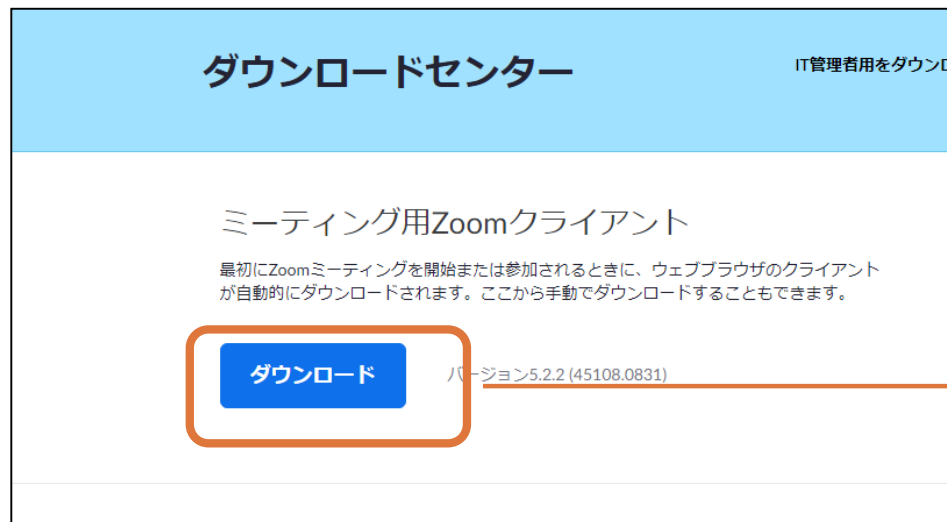 ダウンロードセンター
IT管理者用をダウンロ
ミーティング用Zoomクライアント
最初にZoomミーティングを開始または参加されるときに、ウェブブラウザのクライアント
が自動的にダウンロードされます。ここから手動でダウンロードすることもできます。
ダウンロード
バージョン5.2.2 (45108.0831)